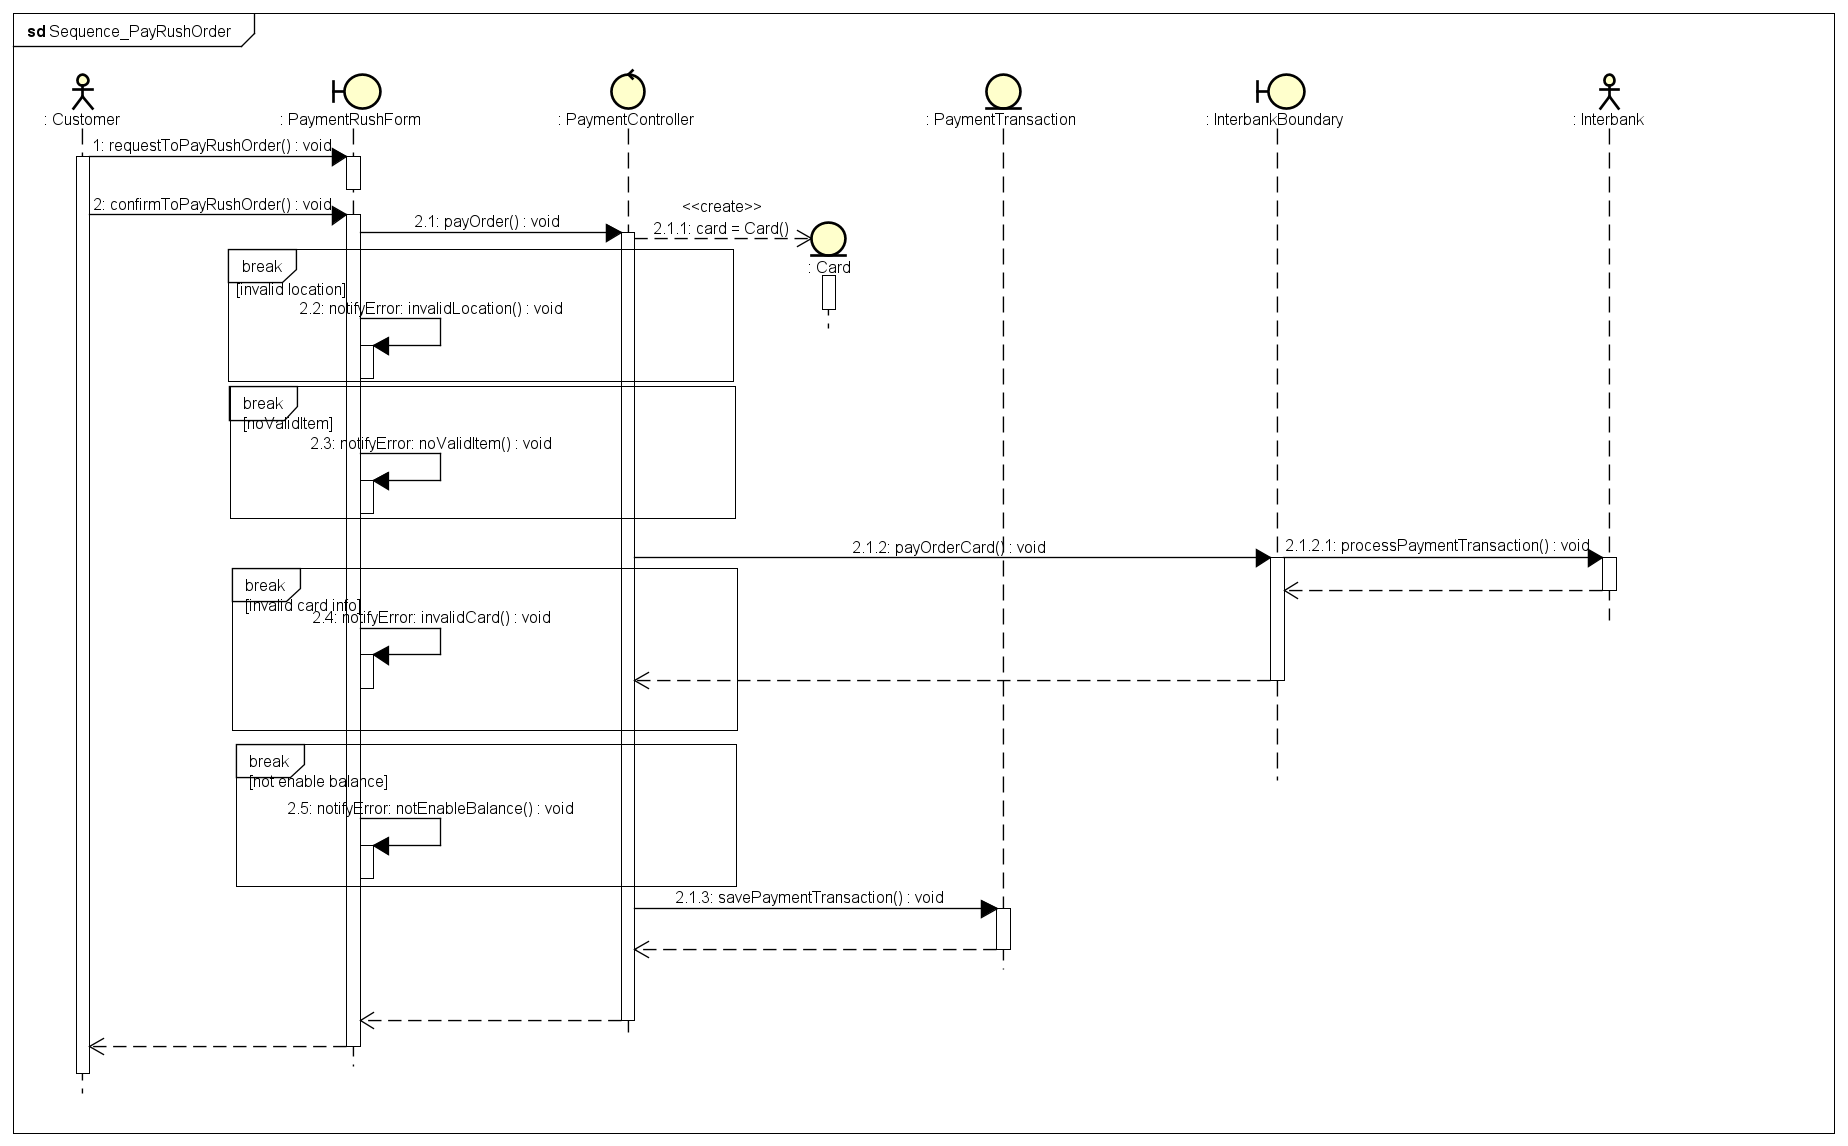 sd Sequence_PayRushOrder
: Customer
: PaymentRushForm
: PaymentController
: PaymentTransaction
: InterbankBoundary
: Interbank
1: requestToPayRushOrder() : void
2: confirmToPayRushOrder() : void
2.1: payOrder() : void
<<create>>
2.1.1: card = Card()
: Card
break
[invalid location]
2.2: notifyError: invalidLocation() : void
break
[noValidItem]
2.3: notifyError: noValidItem() : void
2.1.2: payOrderCard() : void
2.1.2.1: processPaymentTransaction() : void
break
[invalid card info]
2.4: notifyError: invalidCard() : void
break
[not enable balance]
2.5: notifyError: notEnableBalance() : void
2.1.3: savePaymentTransaction() : void